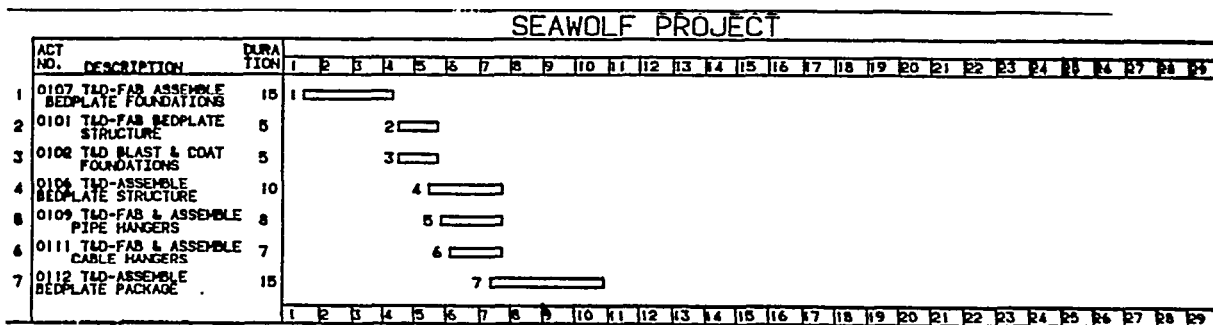 SEAWOLF PROJECT
ACT NO. DESCRIPTION DURA TION 1 2 3 4 5 6 7 8 9 10 11 12 13 14 15 16 17 18 19 20 21 22 23 24 25 26 27 28 29
1 0107 T&D-FAB ASSEMBLE 15 1
BEDPLATE FOUNDATIONS
2 0101 T&D-FAB BEDPLATE 5 2
STRUCTURE
3 0102 T&D BLAST & COAT 5 3
FOUNDATIONS
4 0106 T&D-ASSEMBLE 10 4
BEDPLATE STRUCTURE
5 0109 T&D-FAB & ASSEMBLE 8 5
PIPE HANGERS
6 0111 T&D-FAB & ASSEMBLE 7 6
CABLE HANGERS
7 0112 T&D-ASSEMBLE 15 7
BEDPLATE PACKAGE
1 2 3 4 5 6 7 8 9 10 11 12 13 14 15 16 17 18 19 20 21 22 23 24 25 26 27 28 29